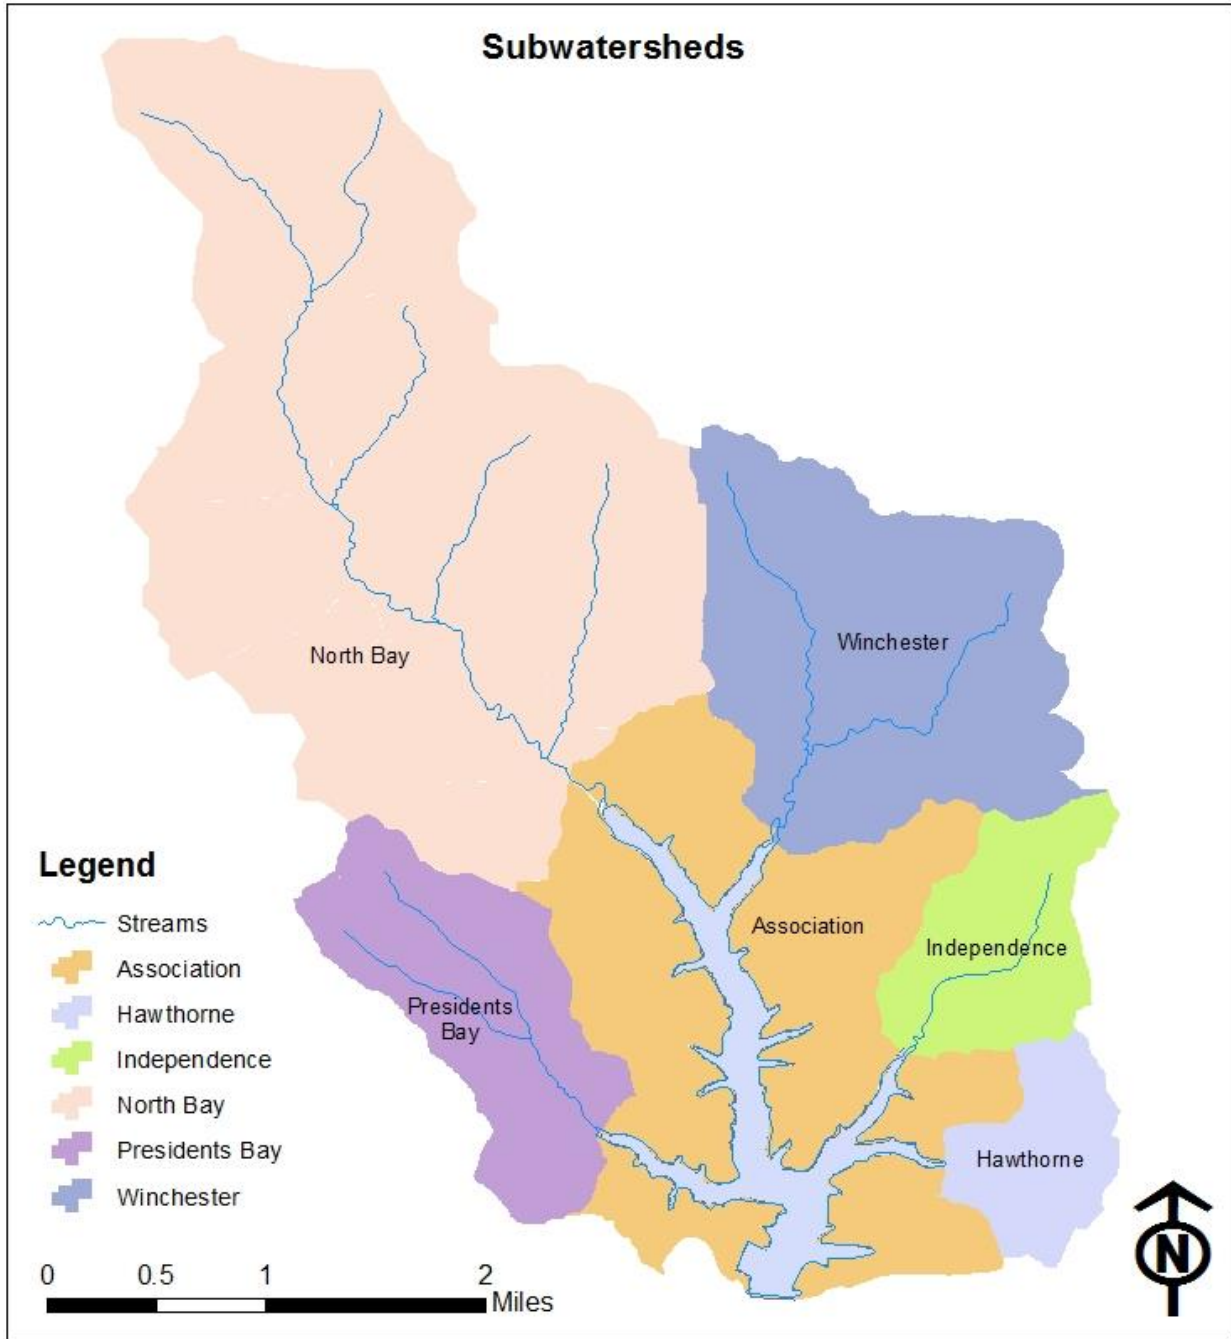 Subwatersheds
Winchester
North Bay
Association
Independence
Presidents
Bay
Hawthorne
Legend
Streams
Association
Hawthorne
Independence
North Bay
Presidents Bay
Winchester
0 0.5 1 2
Miles
N